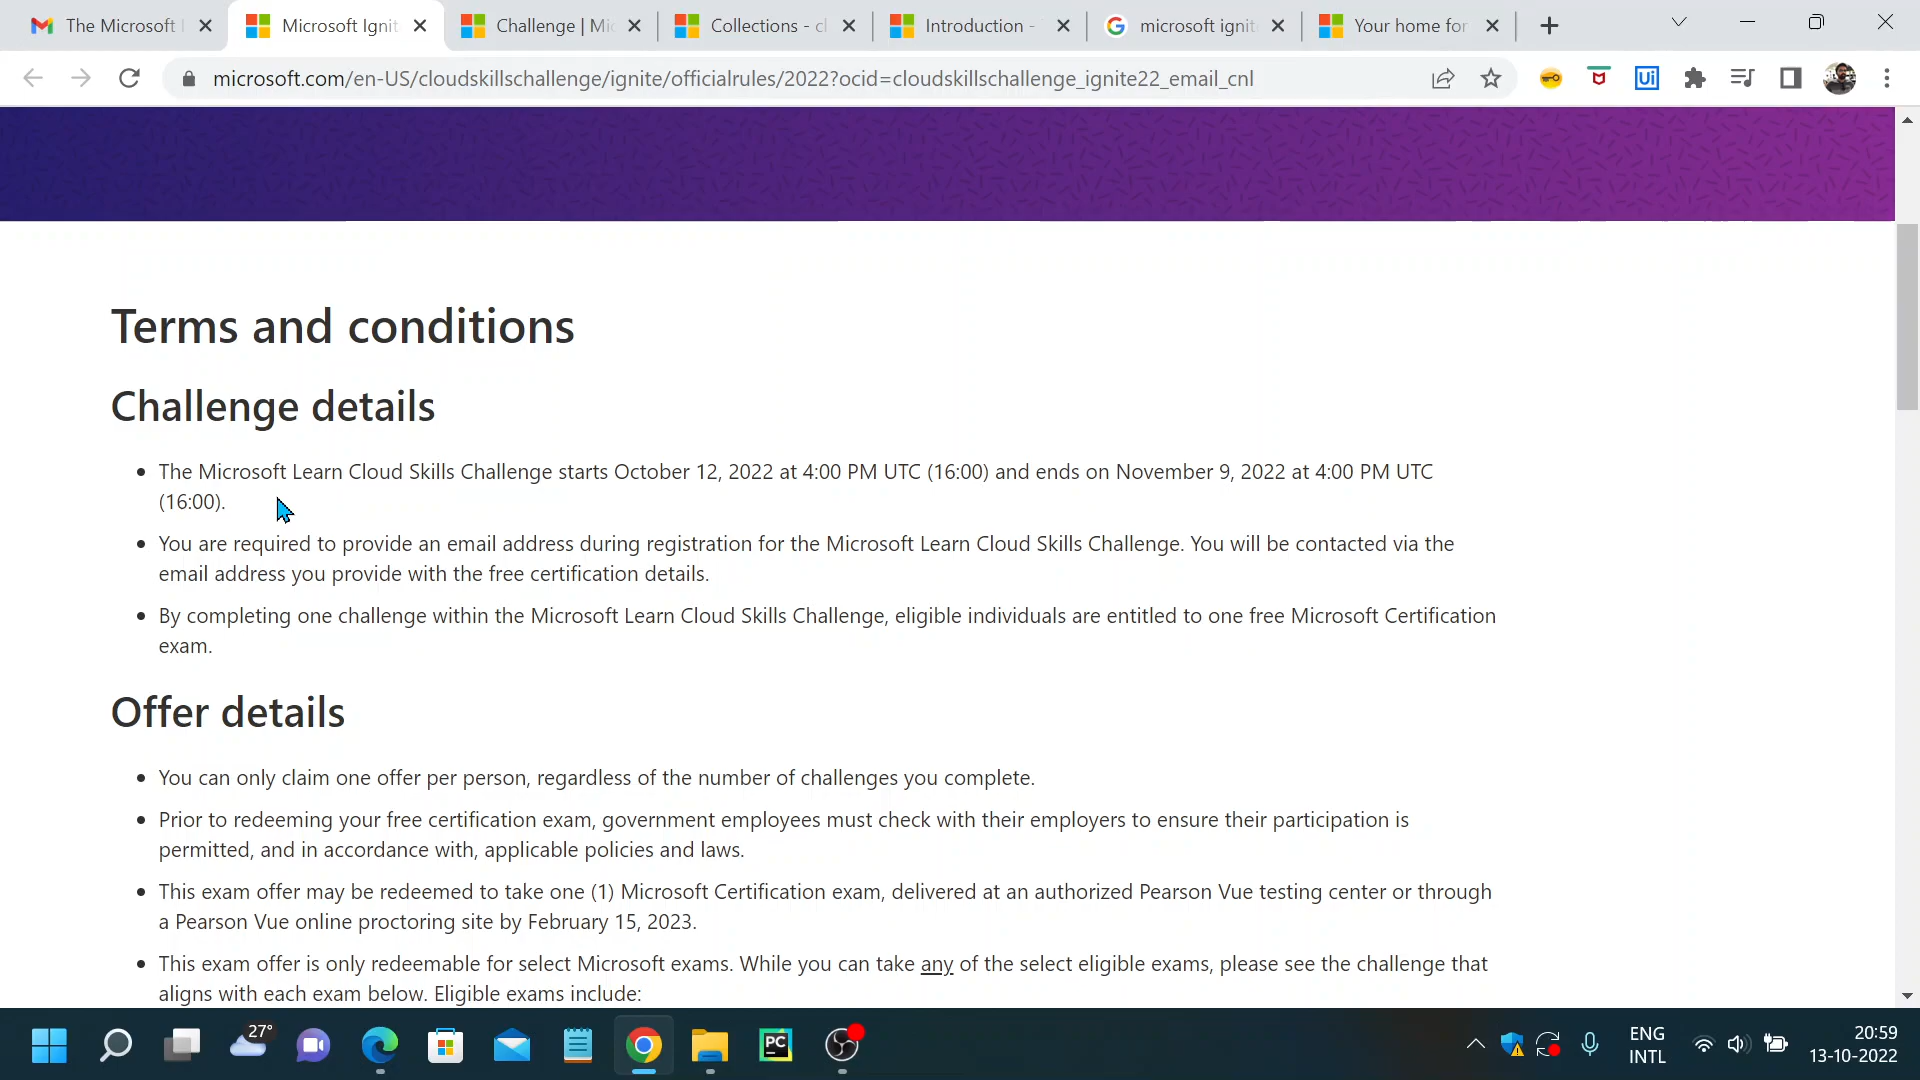 The Microsoft I
Microsoft Ignit
Challenge | Mi
Collections - cl
Introduction -
microsoft ignit
Your home for
microsoft.com/en-US/cloudskillschallenge/ignite/officialrules/2022?ocid=cloudskillschallenge_ignite22_email_cnl
Ui
Terms and conditions
Challenge details
• The Microsoft Learn Cloud Skills Challenge starts October 12, 2022 at 4:00 PM UTC (16:00) and ends on November 9, 2022 at 4:00 PM UTC
(16:00).
• You are required to provide an email address during registration for the Microsoft Learn Cloud Skills Challenge. You will be contacted via the
email address you provide with the free certification details.
• By completing one challenge within the Microsoft Learn Cloud Skills Challenge, eligible individuals are entitled to one free Microsoft Certification
exam.
Offer details
• You can only claim one offer per person, regardless of the number of challenges you complete.
• Prior to redeeming your free certification exam, government employees must check with their employers to ensure their participation is
permitted, and in accordance with, applicable policies and laws.
• This exam offer may be redeemed to take one (1) Microsoft Certification exam, delivered at an authorized Pearson Vue testing center or through
a Pearson Vue online proctoring site by February 15, 2023.
• This exam offer is only redeemable for select Microsoft exams. While you can take any of the select eligible exams, please see the challenge that
aligns with each exam below. Eligible exams include:
27°
PC
ENG
INTL
20:59
13-10-2022